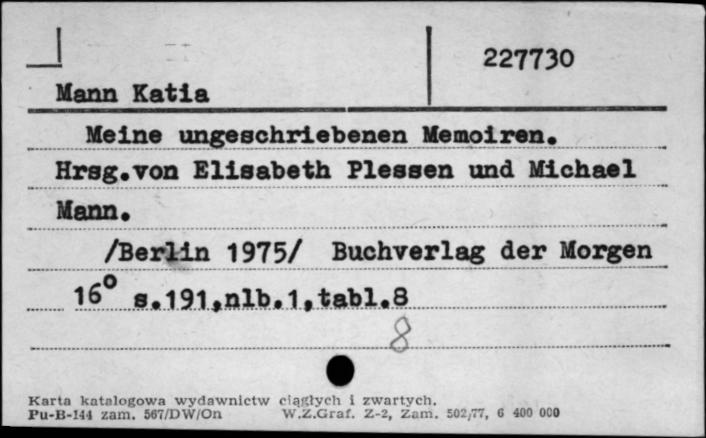 227730
Mann Katia
Meine ungeschriebenen Memoiren.
Hrsg.von Elisabeth Plessen und Michael
Mann.
/Berlin 1975/ Buchverlag der Morgen
16° s.191,nlb.1,tabl.8
8
Karta katalogowa wydawnictw ciągłych i zwartych.
Pu-B-144 zam. 567/DW/On W.Z.Graf. Z-2, Zam. 502/77, 6 400 000